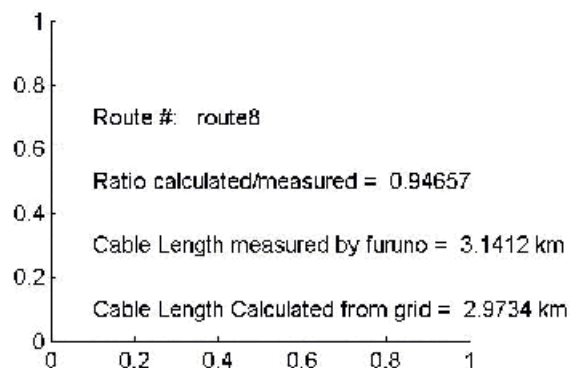 1
0.8
Route #: route8
0.6
Ratio calculated/measured = 0.94657
0.4
Cable Length measured by furuno = 3.1412 km
0.2
Cable Length Calculated from grid = 2.9734 km
0
0 0.2 0.4 0.6 0.8 1